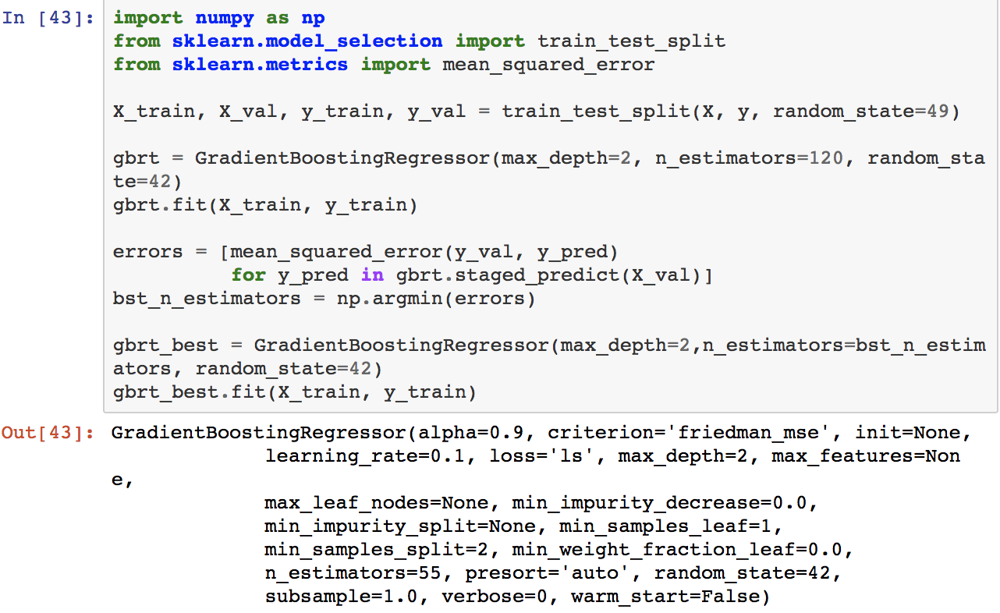 In [43]: import numpy as np
from sklearn.model_selection import train_test_split
from sklearn.metrics import mean_squared_error
X_train, X_val, y_train, y_val = train_test_split(X, y, random_state=49)
gbrt = GradientBoostingRegressor(max_depth=2, n_estimators=120, random_sta
te=42)
gbrt.fit(X_train, y_train)
errors = [mean_squared_error(y_val, y_pred)
for y_pred in gbrt.staged_predict(X_val)]
bst_n_estimators = np.argmin(errors)
gbrt_best = GradientBoostingRegressor(max_depth=2,n_estimators=bst_n_estim
ators, random_state=42)
gbrt_best.fit(X_train, y_train)
Out[43]: GradientBoostingRegressor(alpha=0.9, criterion='friedman_mse', init=None,
learning_rate=0.1, loss='ls', max_depth=2, max_features=Non
e,
max_leaf_nodes=None, min_impurity_decrease=0.0,
min_impurity_split=None, min_samples_leaf=1,
min_samples_split=2, min_weight_fraction_leaf=0.0,
n_estimators=55, presort='auto', random_state=42,
subsample=1.0, verbose=0, warm_start=False)